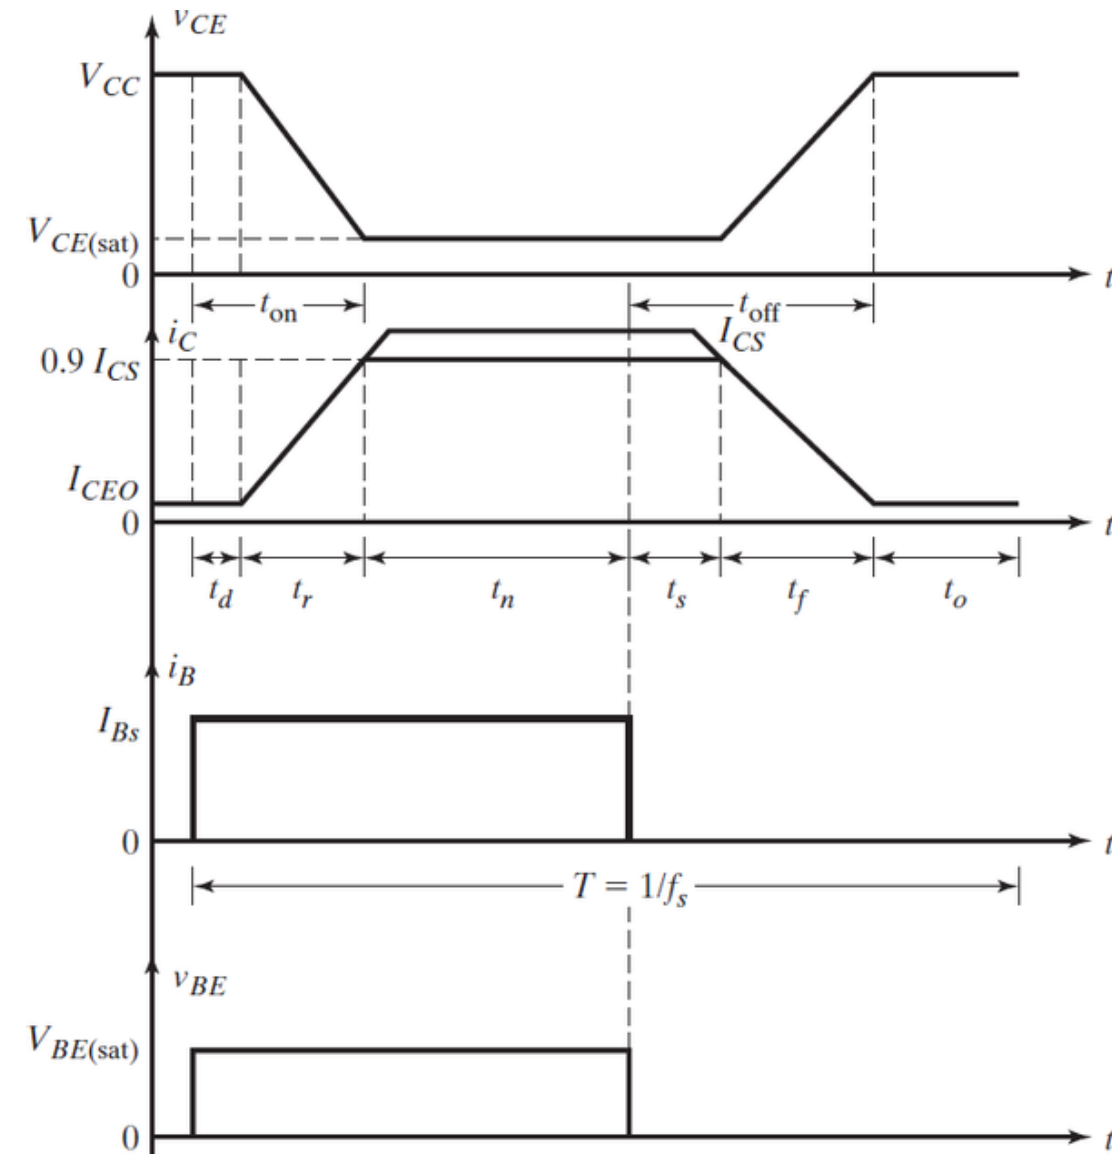 v_CE
V_CC
V_CE(sat)
0
t
t_on
t_off
i_C
I_CS
0.9 I_CS
I_CEO
0
t
t_d
t_r
t_n
t_s
t_f
t_o
i_B
I_Bs
0
t
T = 1/f_s
v_BE
V_BE(sat)
0
t